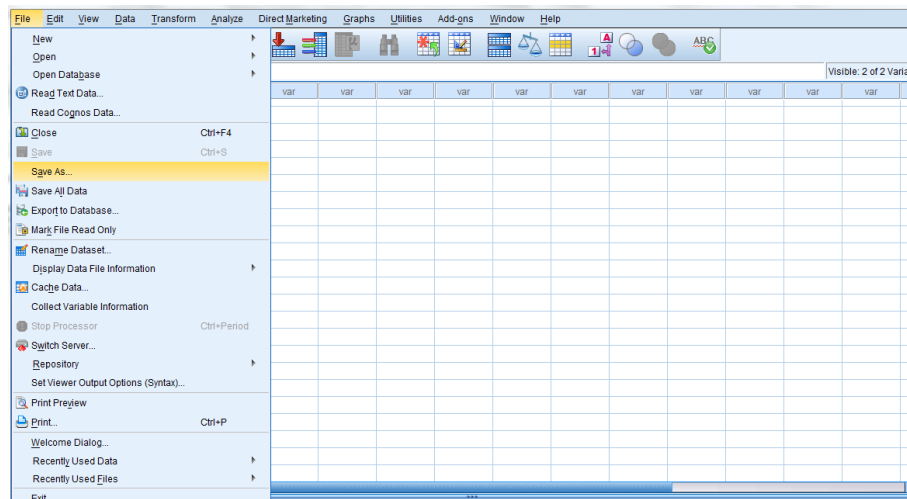 File Edit View Data Transform Analyze Direct Marketing Graphs Utilities Add-ons Window Help
New
Open
Open Database
Read Text Data...
Read Cognos Data...
Close Ctrl+F4
Save Ctrl+S
Save As...
Save All Data
Export to Database...
Mark File Read Only
Rename Dataset...
Display Data File Information
Cache Data...
Collect Variable Information
Stop Processor Ctrl+Period
Switch Server...
Repository
Set Viewer Output Options (Syntax)...
Print Preview
Print... Ctrl+P
Welcome Dialog...
Recently Used Data
Recently Used Files
Exit
A
1 4
ABC
Visible: 2 of 2 Varia
var var var var var var var var var var var